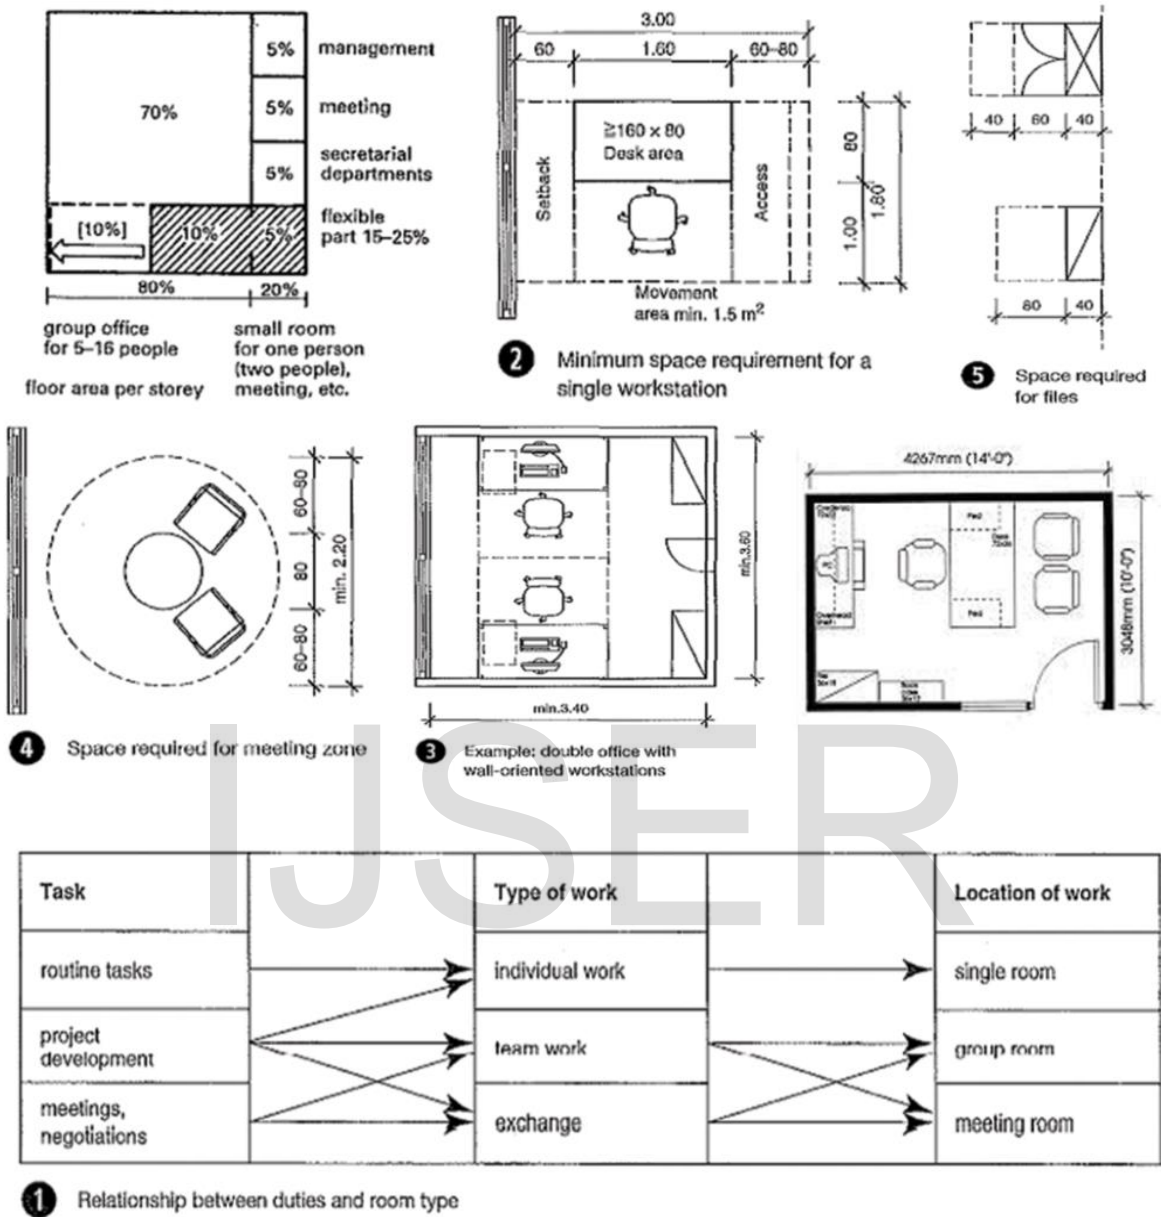 5% management
70%
5% meeting
5% secretarial
departments
[10%] 10% 5% flexible
part 15–25%
80% 20%
group office
for 5–16 people
floor area per storey
small room
for one person
(two people),
meeting, etc.
3.00
60 1.60 60–80
≧160 x 80
Desk area
Setback
Access
80
1.80
1.00
Movement
area min. 1.5 m²
2 Minimum space requirement for a
single workstation
40 60 40
80 40
5 Space required
for files
60–80
80
min. 2.20
60–80
4 Space required for meeting zone
min.3.60
min.3.40
3 Example: double office with
wall-oriented workstations
4267mm (14'-0")
3048mm (10'-0")
Credenza
Ped
Desk
PC
Overhead
Shelf
Ped
IJSER
Task Type of work Location of work
routine tasks individual work single room
project
development
team work group room
meetings,
negotiations
exchange meeting room
1 Relationship between duties and room type